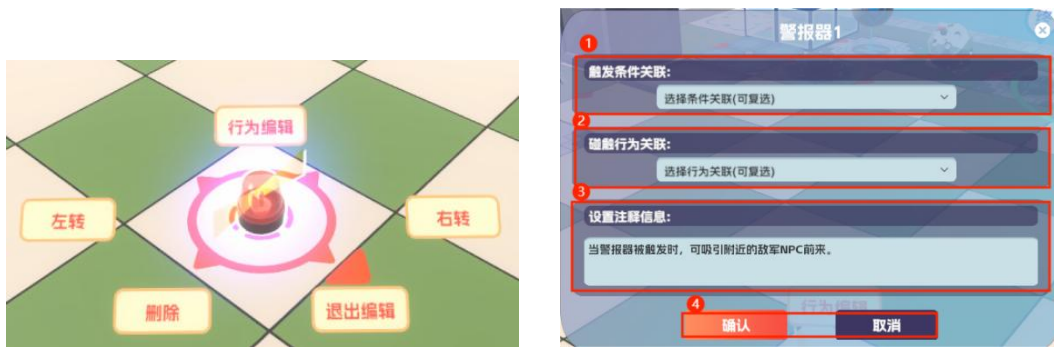 行为编辑
左转
右转
删除
退出编辑
警报器1
1
触发条件关联:
选择条件关联(可复选)
2
碰触行为关联:
选择行为关联(可复选)
3
设置注释信息:
当警报器被触发时，可吸引附近的敌军NPC前来。
行为编辑
4
确认
取消